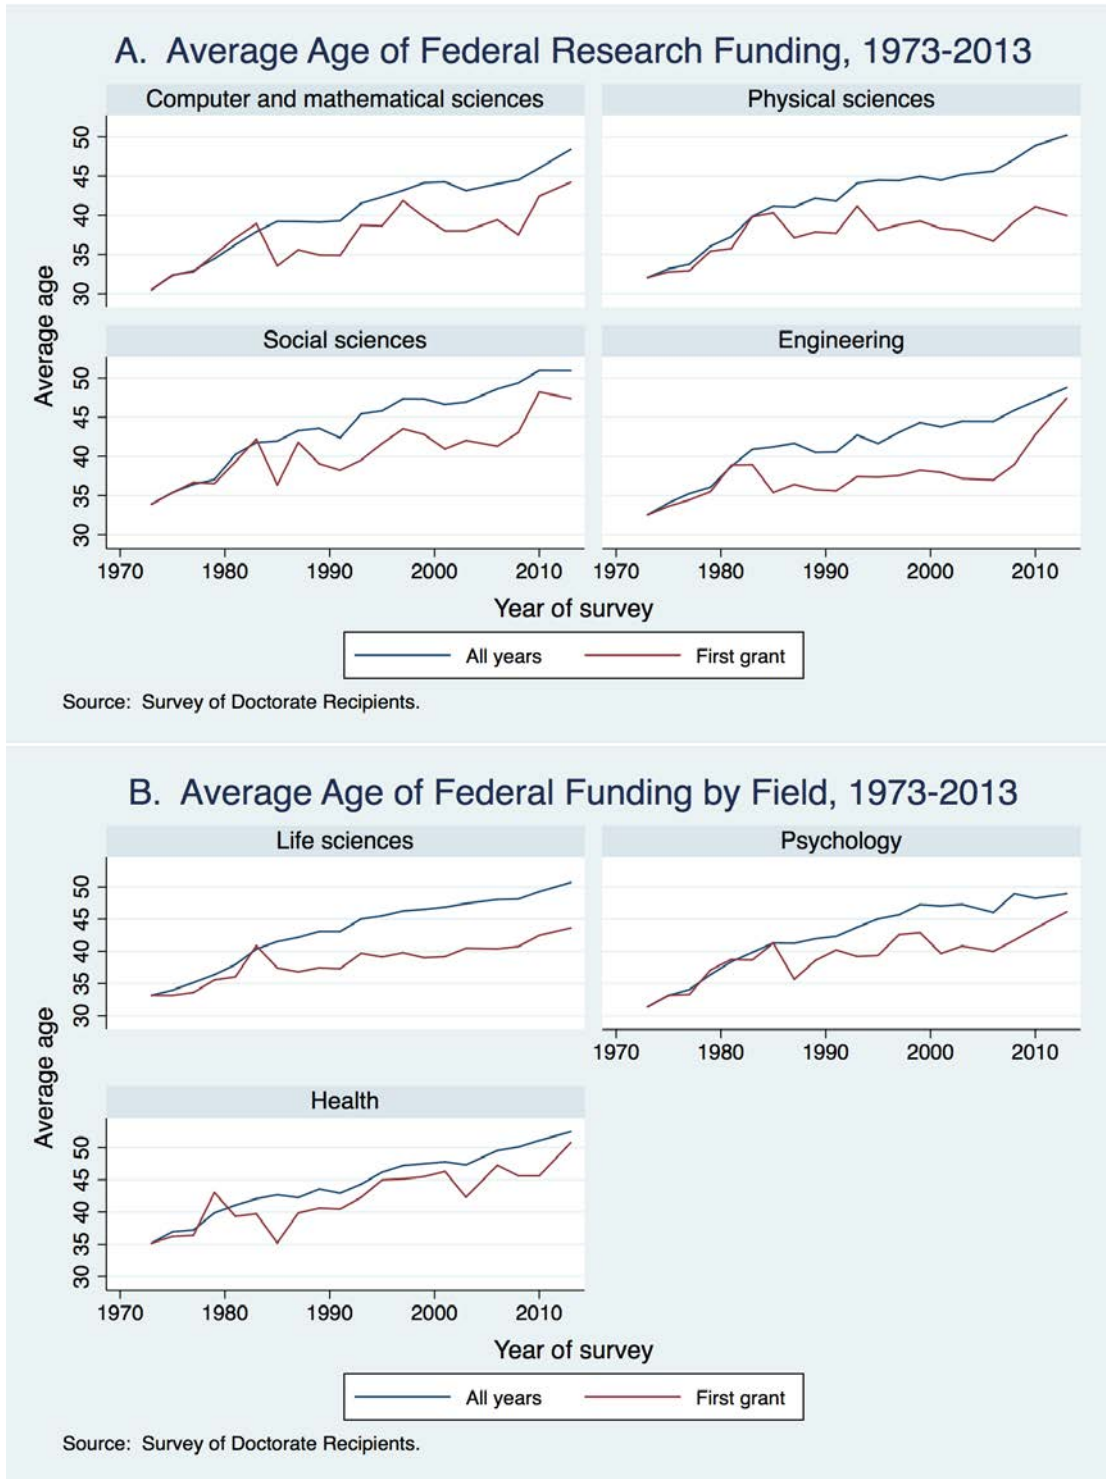 A. Average Age of Federal Research Funding, 1973-2013
Computer and mathematical sciences
Physical sciences
Average age
50
45
40
35
30
Social sciences
Engineering
50
45
40
35
30
1970 1980 1990 2000 2010
1970 1980 1990 2000 2010
Year of survey
All years First grant
Source: Survey of Doctorate Recipients.
B. Average Age of Federal Funding by Field, 1973-2013
Life sciences
Psychology
Average age
50
45
40
35
30
1970 1980 1990 2000 2010
Health
50
45
40
35
30
1970 1980 1990 2000 2010
Year of survey
All years First grant
Source: Survey of Doctorate Recipients.